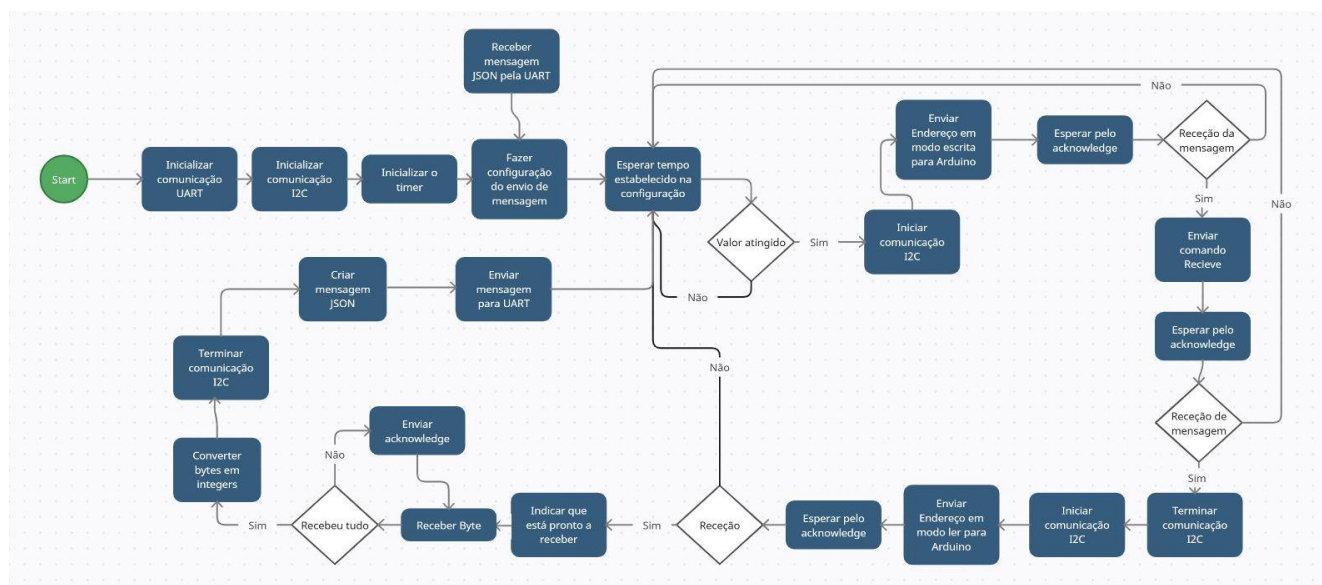 Start
Inicializar
comunicação
UART
Inicializar
comunicação
I2C
Inicializar o
timer
Receber
mensagem
JSON pela UART
Fazer
configuração
do envio de
mensagem
Esperar tempo
estabelecido na
configuração
Valor atingido
Não
Sim
Iniciar
comunicação
I2C
Enviar
Endereço em
modo escrita
para Arduino
Esperar pelo
acknowledge
Receção da
mensagem
Não
Sim
Enviar
comando
Recieve
Esperar pelo
acknowledge
Receção de
mensagem
Não
Sim
Terminar
comunicação
I2C
Iniciar
comunicação
I2C
Enviar
Endereço em
modo ler para
Arduino
Esperar pelo
acknowledge
Receção
Não
Sim
Indicar que
está pronto a
receber
Receber Byte
Recebeu tudo
Não
Enviar
acknowledge
Sim
Converter
bytes em
integers
Terminar
comunicação
I2C
Criar
mensagem
JSON
Enviar
mensagem
para UART